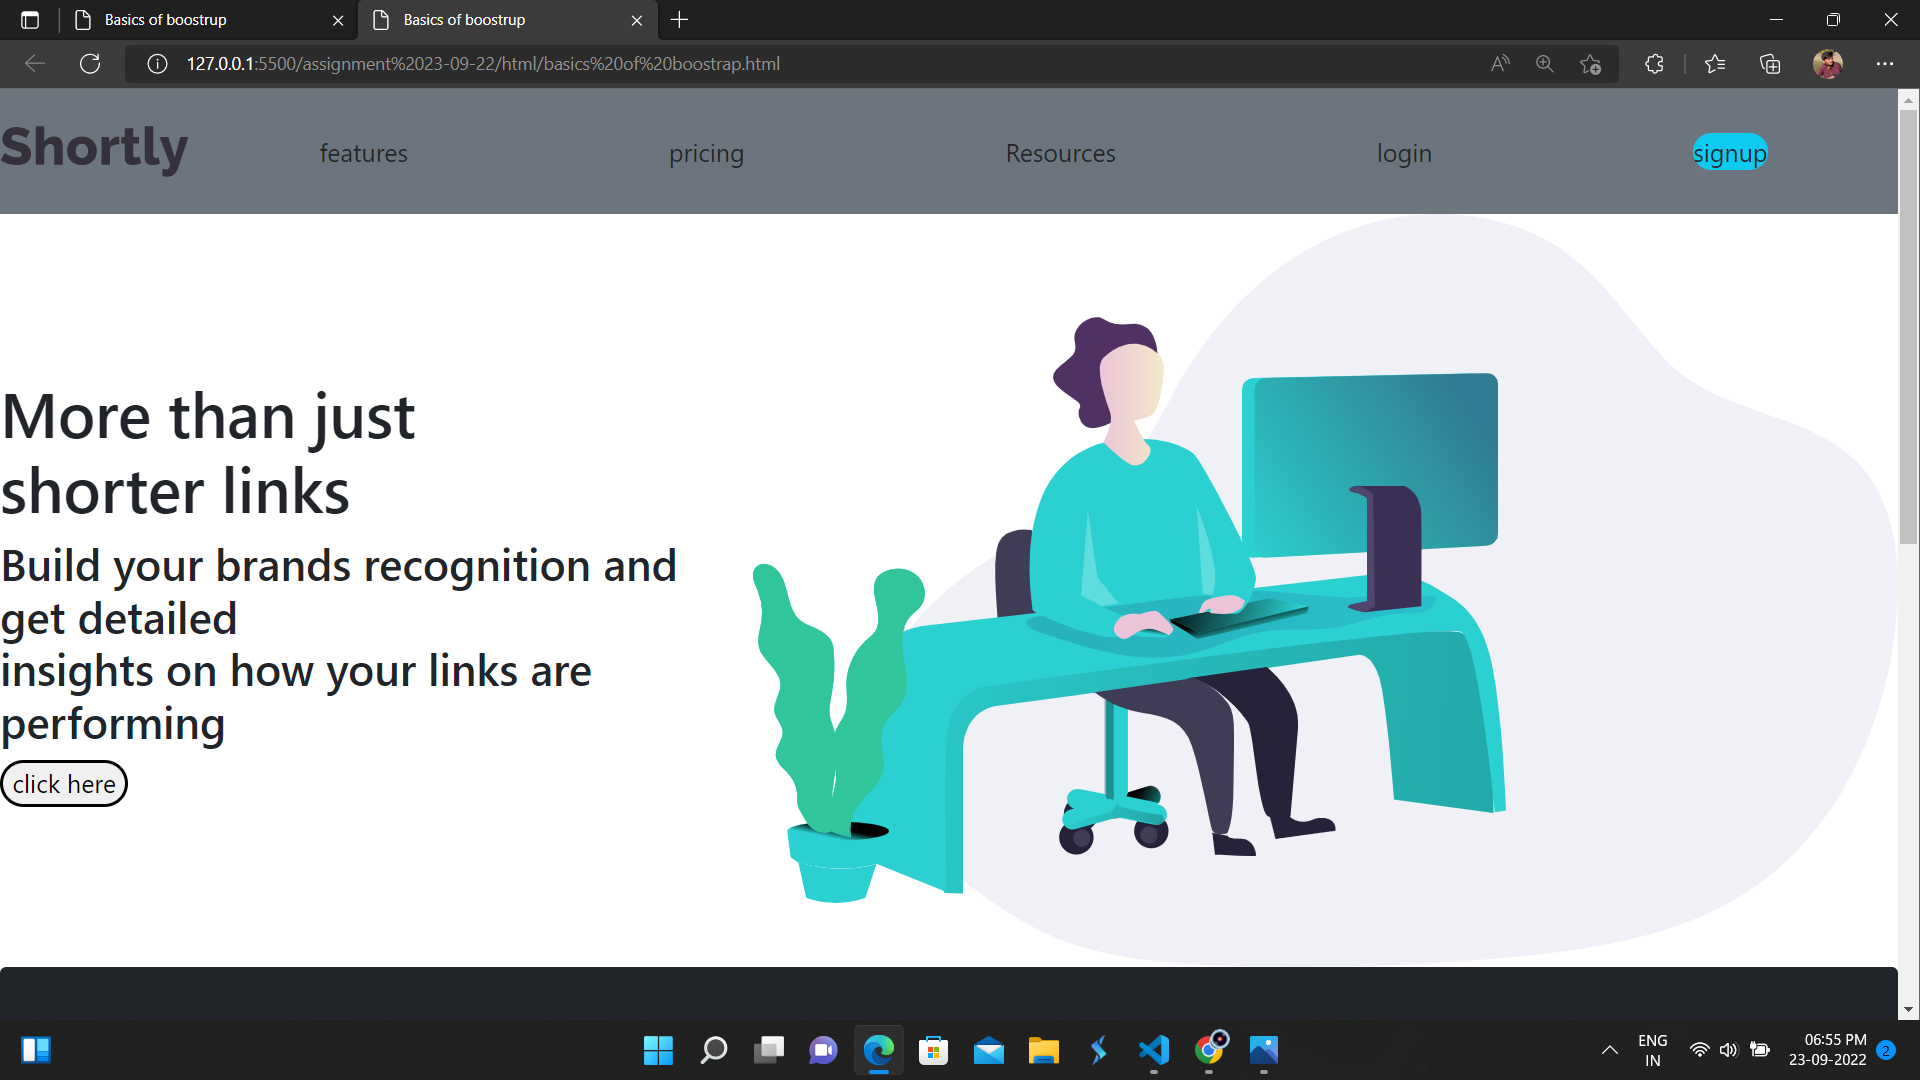 Basics of boostrup
Basics of boostrup
127.0.0.1:5500/assignment%2023-09-22/html/basics%20of%20boostrap.html
Shortly
features
pricing
Resources
login
signup
More than just
shorter links
Build your brands recognition and
get detailed
insights on how your links are
performing
click here
ENG
IN
06:55 PM
23-09-2022
2